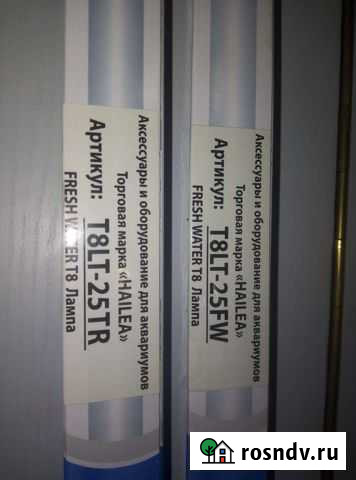 Аксессуары и оборудование для аквариумов
Торговая марка «HAILEA»
Артикул: T8LT-25TR
FRESH WATER T8 Лампа
Аксессуары и оборудование для аквариумов
Торговая марка «HAILEA»
Артикул: T8LT-25FW
FRESH WATER T8 Лампа
rosndv.ru